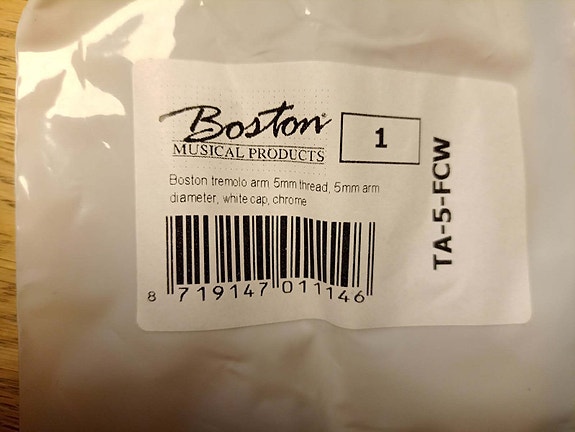 Boston
MUSICAL PRODUCTS
1
Boston tremolo arm 5mm thread, 5mm arm
diameter, white cap, chrome
8 719147 011146
TA-5-FCW